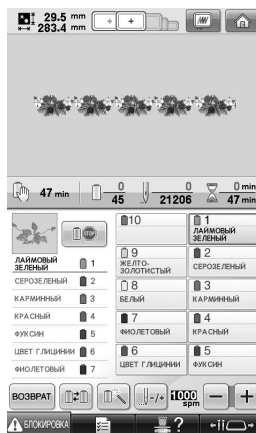 29.5 mm
283.4 mm
47 min
0
45
0
21206
0 min
47 min
ЛАЙМОВЫЙ
ЗЕЛЕНЫЙ
1
СЕРОЗЕЛЕНЫЙ 2
КАРМИННЫЙ 3
КРАСНЫЙ 4
ФУКСИН 5
ЦВЕТ ГЛИЦИНИИ 6
ФИОЛЕТОВЫЙ 7
10
1
ЛАЙМОВЫЙ
ЗЕЛЕНЫЙ
9
ЖЕЛТО-
ЗОЛОТИСТЫЙ
2
СЕРОЗЕЛЕНЫЙ
8
БЕЛЫЙ
3
КАРМИННЫЙ
7
ФИОЛЕТОВЫЙ
4
КРАСНЫЙ
6
ЦВЕТ ГЛИЦИНИИ
5
ФУКСИН
ВОЗВРАТ
-/+
1000
spm
− +
БЛОКИРОВКА
?